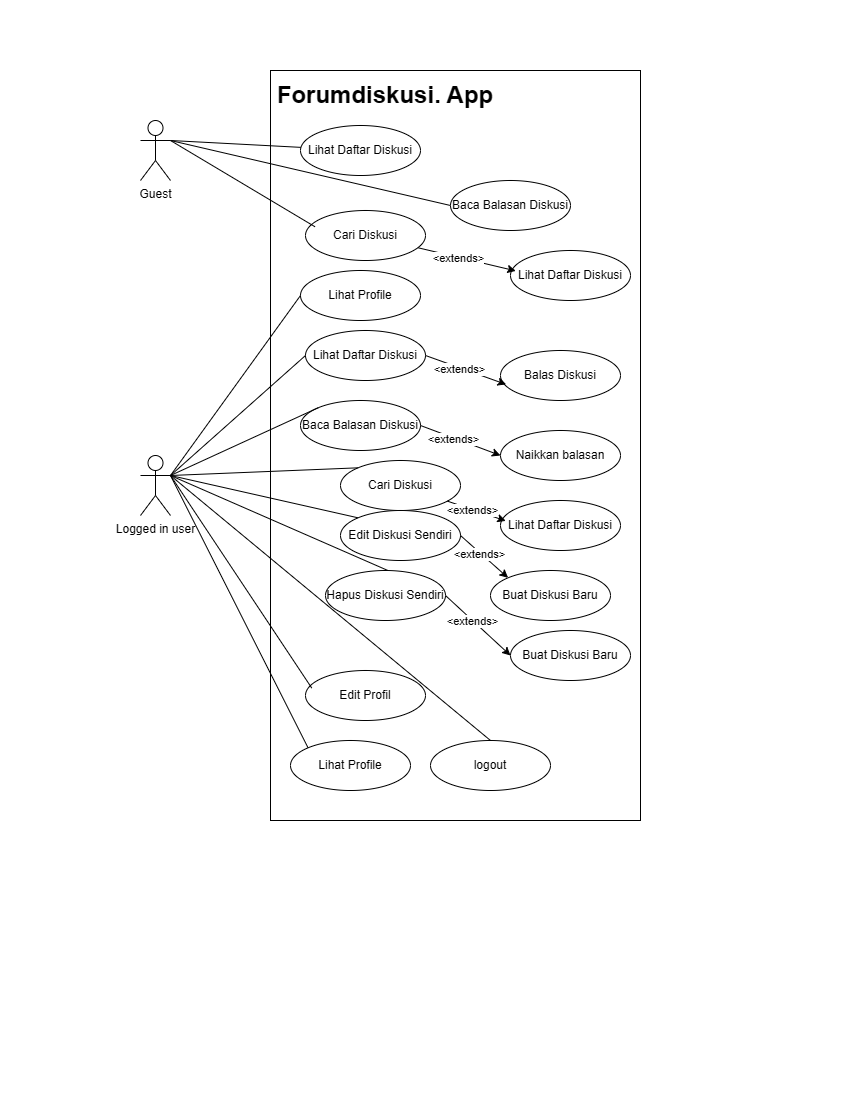 Forumdiskusi. App
Lihat Daftar Diskusi
Guest
Baca Balasan Diskusi
Cari Diskusi
<extends>
Lihat Daftar Diskusi
Lihat Profile
Lihat Daftar Diskusi
<extends>
Balas Diskusi
Baca Balasan Diskusi
<extends>
Naikkan balasan
Cari Diskusi
<extends>
Lihat Daftar Diskusi
Logged in user
Edit Diskusi Sendiri
<extends>
Buat Diskusi Baru
Hapus Diskusi Sendiri
<extends>
Buat Diskusi Baru
Edit Profil
Lihat Profile
logout